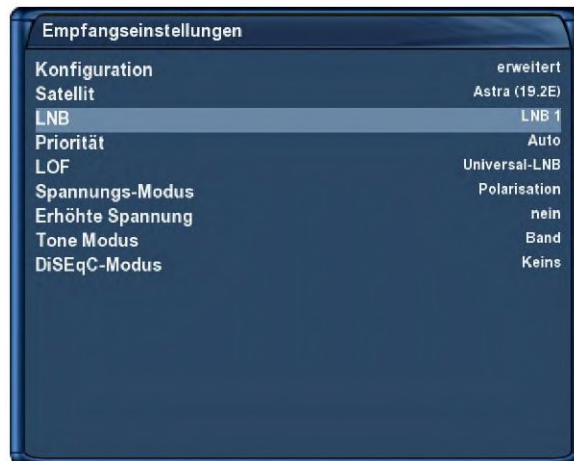 Empfangseinstellungen
Konfiguration erweitert
Satellit Astra (19.2E)
LNB LNB 1
Priorität Auto
LOF Universal-LNB
Spannungs-Modus Polarisation
Erhöhte Spannung nein
Tone Modus Band
DiSEqC-Modus Keins